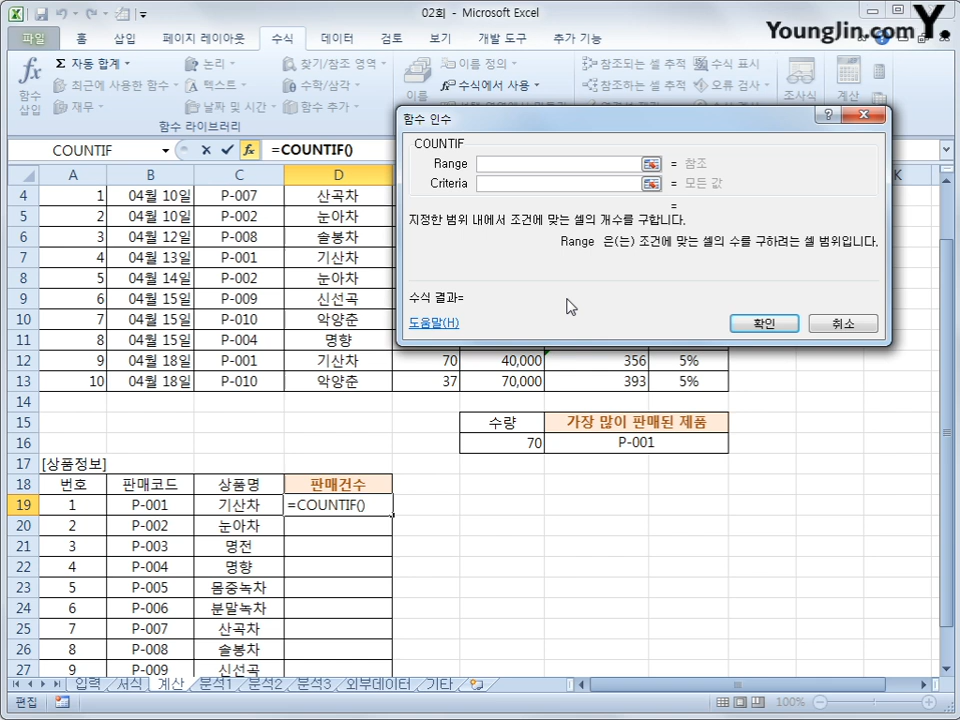 02회 - Microsoft Excel
Younglin.com Y.
파일 홈 삽입 페이지 레이아웃 수식 데이터 검토 보기 개발 도구 추가 기능
fx 함수 삽입
Σ 자동 합계
최근에 사용한 함수
재무
논리
텍스트
날짜 및 시간
찾기/참조 영역
수학/삼각
함수 추가
함수 라이브러리
이름
이름 정의
수식에서 사용
참조되는 셀 추적
참조하는 셀 추적
수식 표시
오류 검사
조사식
계산
COUNTIF
fx =COUNTIF()
함수 인수
COUNTIF
Range = 참조
Criteria = 모든 값
=
지정한 범위 내에서 조건에 맞는 셀의 개수를 구합니다.
Range 은(는) 조건에 맞는 셀의 수를 구하려는 셀 범위입니다.
수식 결과=
도움말(H)
확인 취소
A B C D K
4 1 04월 10일 P-007 산곡차
5 2 04월 10일 P-002 눈아차
6 3 04월 12일 P-008 솔봉차
7 4 04월 13일 P-001 기산차
8 5 04월 14일 P-002 눈아차
9 6 04월 15일 P-009 신선곡
10 7 04월 15일 P-010 악양춘
11 8 04월 15일 P-004 명향
12 9 04월 18일 P-001 기산차 70 40,000 356 5%
13 10 04월 18일 P-010 악양춘 37 70,000 393 5%
14
15 수량 가장 많이 판매된 제품
16 70 P-001
17 [상품정보]
18 번호 판매코드 상품명 판매건수
19 1 P-001 기산차 =COUNTIF()
20 2 P-002 눈아차
21 3 P-003 명전
22 4 P-004 명향
23 5 P-005 몸중녹차
24 6 P-006 분말녹차
25 7 P-007 산곡차
26 8 P-008 솔봉차
27 9 P-009 신선곡
입력 서식 계산 분석1 분석2 분석3 외부데이터 기타
편집 100%